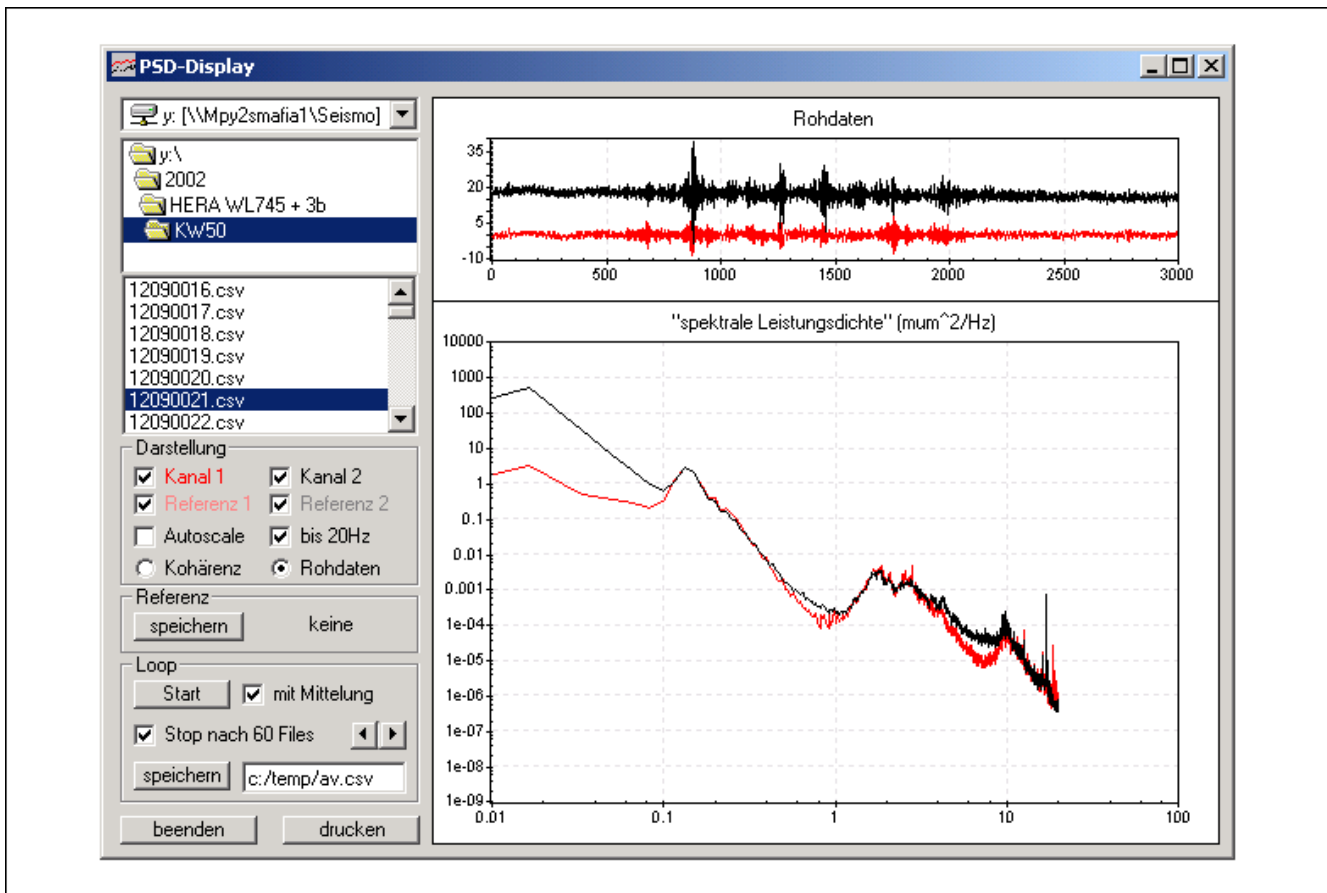 PSD-Display
y: [\\Mpy2smafia1\Seismo]
y:\
2002
HERA WL745 + 3b
KW50
12090016.csv
12090017.csv
12090018.csv
12090019.csv
12090020.csv
12090021.csv
12090022.csv
Darstellung
Kanal 1 Kanal 2
Referenz 1 Referenz 2
Autoscale bis 20Hz
Kohärenz Rohdaten
Referenz
speichern keine
Loop
Start mit Mittelung
Stop nach 60 Files
speichern c:/temp/av.csv
beenden drucken
Rohdaten
35
20
5
-10
0 500 1000 1500 2000 2500 3000
"spektrale Leistungsdichte" (mum^2/Hz)
10000
1000
100
10
1
0.1
0.01
0.001
1e-04
1e-05
1e-06
1e-07
1e-08
1e-09
0.01 0.1 1 10 100